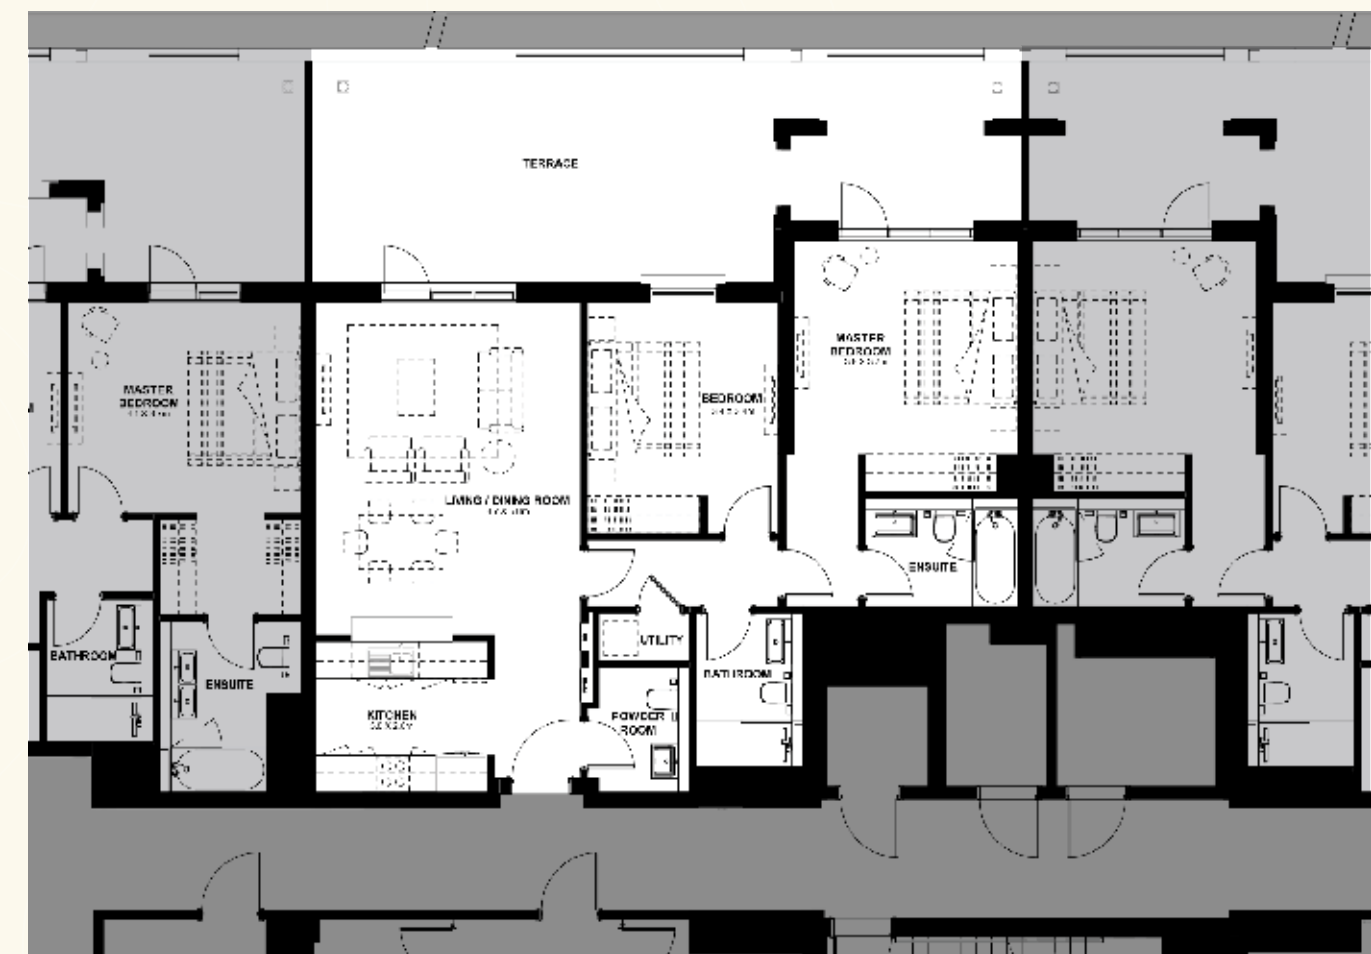 TERRACE
MASTER
BEDROOM
MASTER
BEDROOM
BEDROOM
LIVING / DINING ROOM
ENSUITE
UTILITY
BATHROOM
BATHROOM
ENSUITE
KITCHEN
POWDER
ROOM